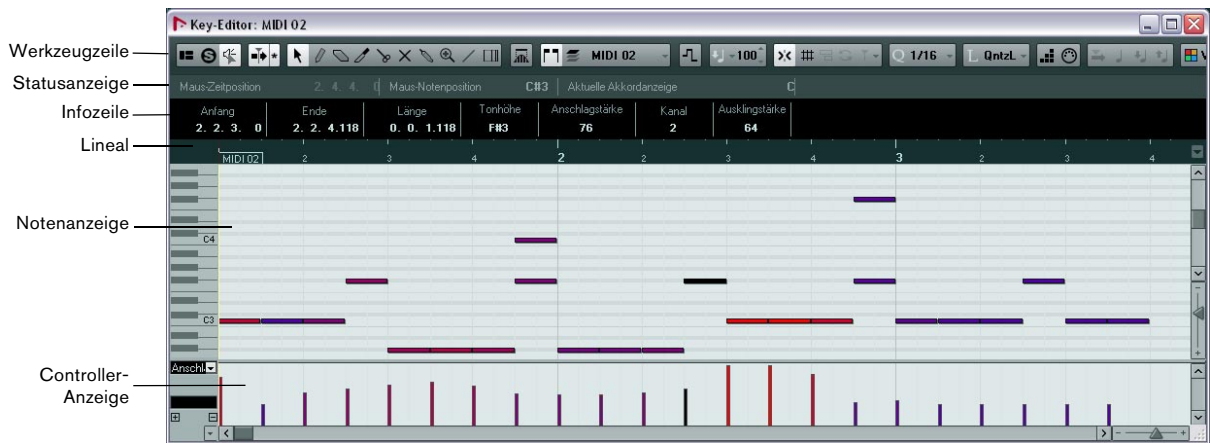 Key-Editor: MIDI 02
Werkzeugzeile
MIDI 02
100
Q 1/16
L QntzL
Statusanzeige
Maus-Zeitposition 2. 4. 4. 0 Maus-Notenposition C#3 Aktuelle Akkordanzeige C
Infozeile
Anfang Ende Länge Tonhöhe Anschlagstärke Kanal Ausklingstärke
2. 2. 3. 0 2. 2. 4.118 0. 0. 1.118 F#3 76 2 64
Lineal
MIDI 02 2 3 4 2 2 3 4 3 2 3 4
Notenanzeige
C4
C3
Controller-
Anzeige
Anschl